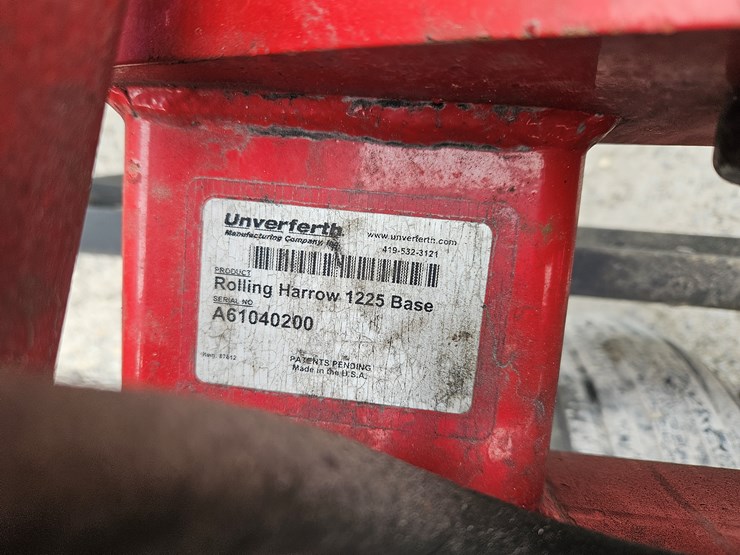 Unverferth
Manufacturing Company, Inc.
www.unverferth.com
419-532-3121
PRODUCT
Rolling Harrow 1225 Base
SERIAL NO
A61040200
PATENTS PENDING
Made in the U.S.A.